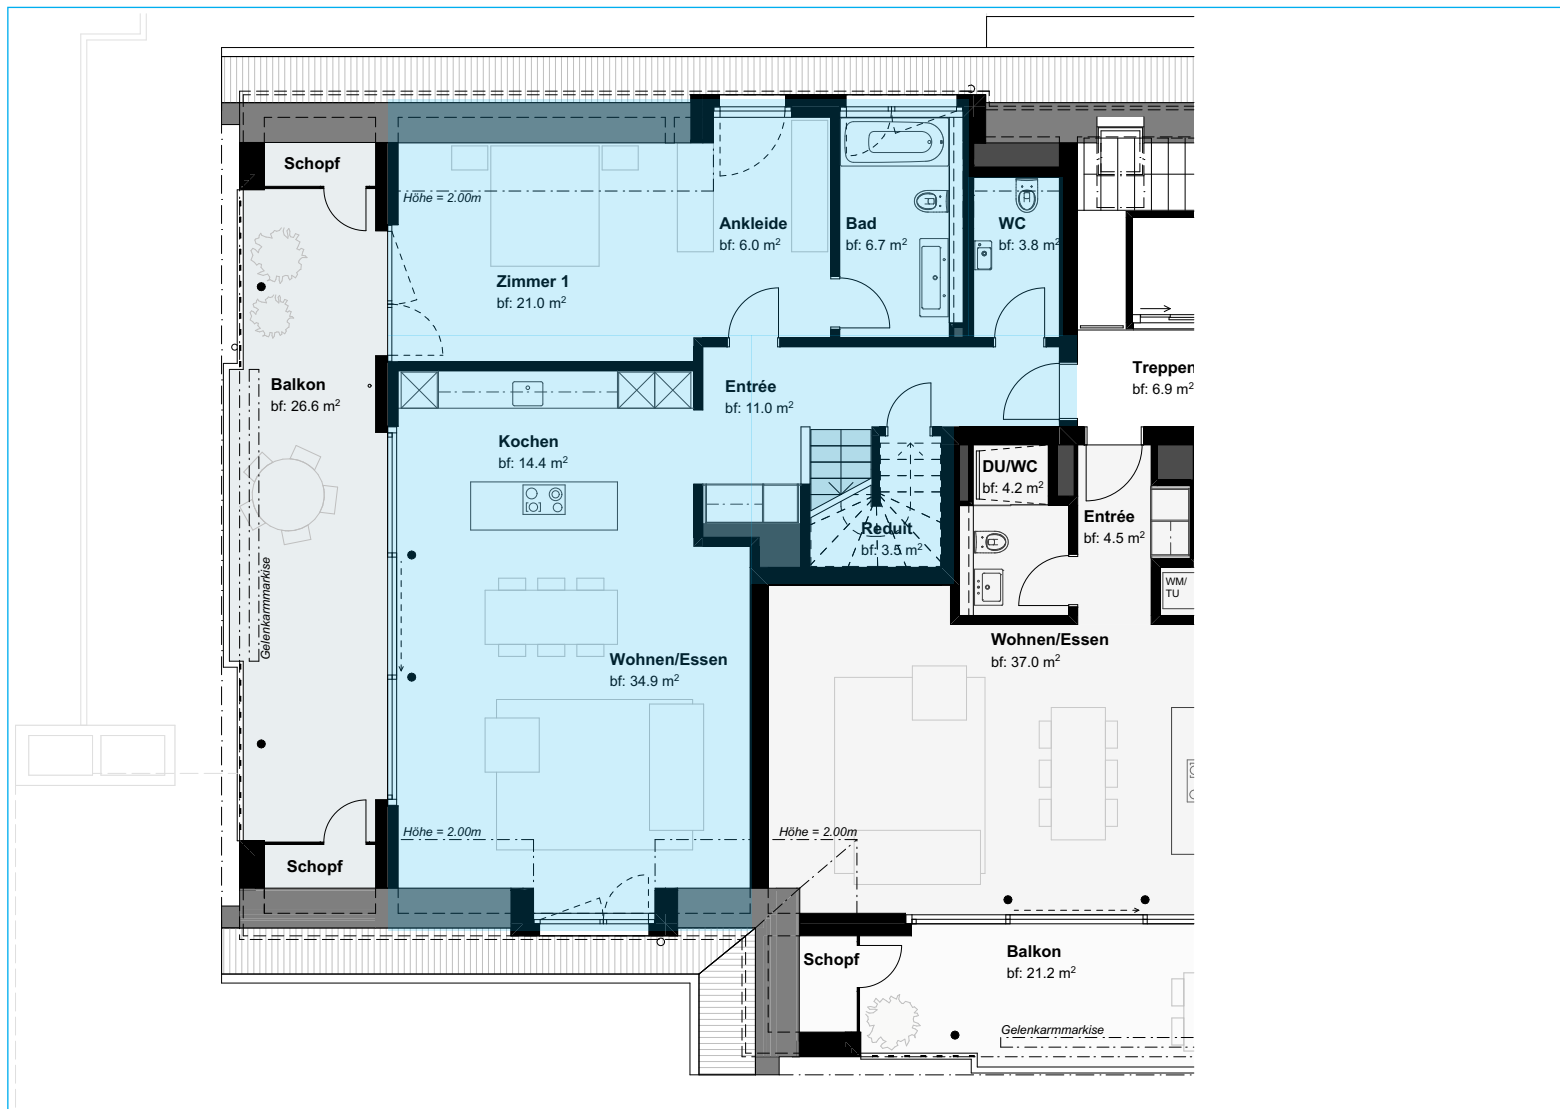 Schopf
Höhe = 2.00m
Ankleide
bf: 6.0 m²
Bad
bf: 6.7 m²
WC
bf: 3.8 m²
Zimmer 1
bf: 21.0 m²
Treppen
bf: 6.9 m²
Balkon
bf: 26.6 m²
Entrée
bf: 11.0 m²
Kochen
bf: 14.4 m²
DU/WC
bf: 4.2 m²
Entrée
bf: 4.5 m²
Reduit
bf: 3.5 m²
Gelenkarmmarkise
WM/
TU
Wohnen/Essen
bf: 34.9 m²
Wohnen/Essen
bf: 37.0 m²
Höhe = 2.00m
Höhe = 2.00m
Schopf
Schopf
Balkon
bf: 21.2 m²
Gelenkarmmarkise